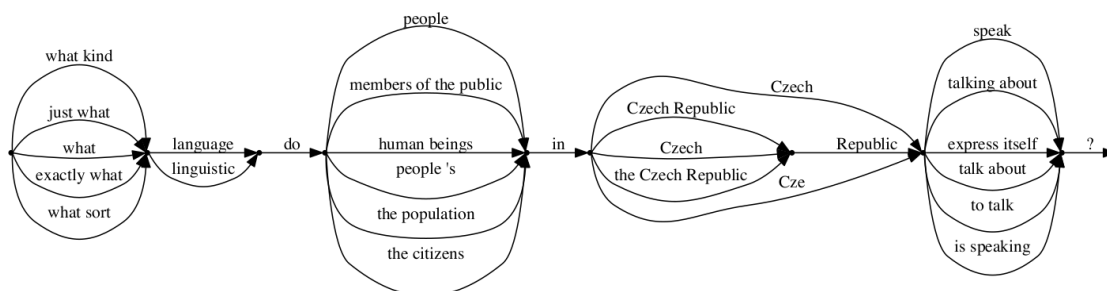 what kind
just what
what
exactly what
what sort
language
linguistic
do
people
members of the public
human beings
people 's
the population
the citizens
in
Czech
Czech Republic
Czech
the Czech Republic
Cze
Republic
speak
talking about
express itself
talk about
to talk
is speaking
?